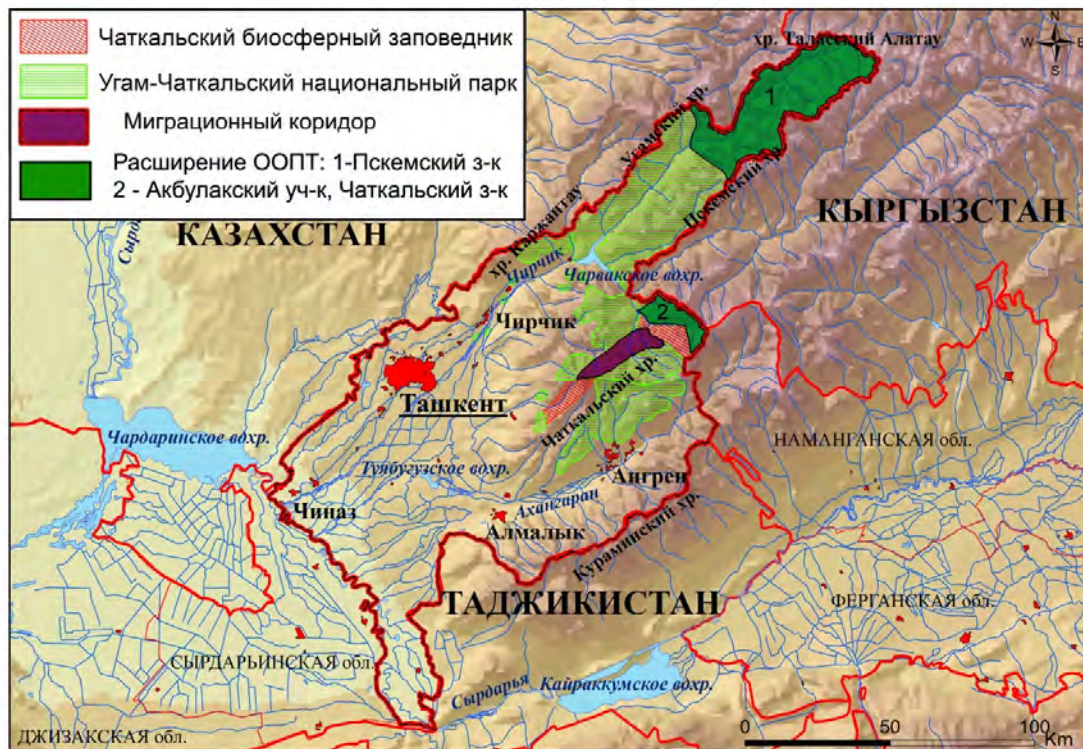 Чаткальский биосферный заповедник
Угам-Чаткальский национальный парк
Миграционный коридор
Расширение ООПТ: 1-Пскемский з-к
2 - Акбулакский уч-к, Чаткальский з-к
хр. Таласский Алатау
N
W E
S
1
Угамский хр.
Пскемский хр.
КЫРГЫЗСТАН
КАЗАХСТАН
хр. Каржантау
Чирчик
Чарвакское вдхр.
2
Чирчик
Ташкент
Чаткальский хр.
Чардаринское вдхр.
НАМАНГАНСКАЯ обл.
Туябугузское вдхр.
Ангрен
Ахангаран
Чиназ
Алмалык
Кураминский хр.
ТАДЖИКИСТАН
ФЕРГАНСКАЯ обл.
СЫРДАРЬИНСКАЯ обл.
Сырдарья
Кайраккумское вдхр.
ДЖИЗАКСКАЯ обл.
0 50 100
Km